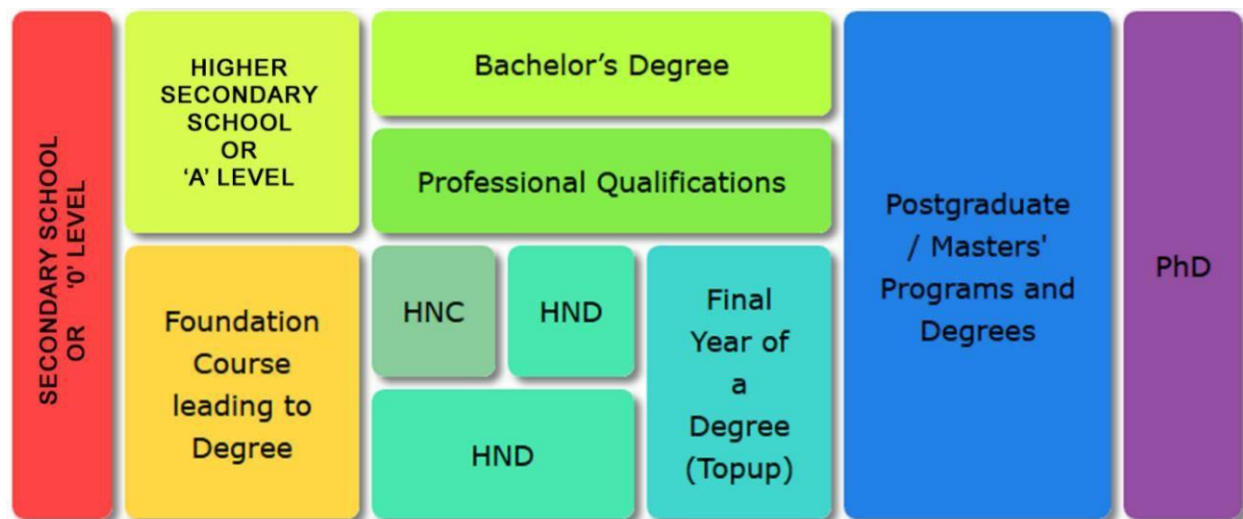 SECONDARY SCHOOL
OR '0' LEVEL
HIGHER
SECONDARY
SCHOOL
OR
‘A’ LEVEL
Foundation
Course
leading to
Degree
Bachelor’s Degree
Professional Qualifications
HNC
HND
HND
Final
Year of
a
Degree
(Topup)
Postgraduate
/ Masters'
Programs and
Degrees
PhD